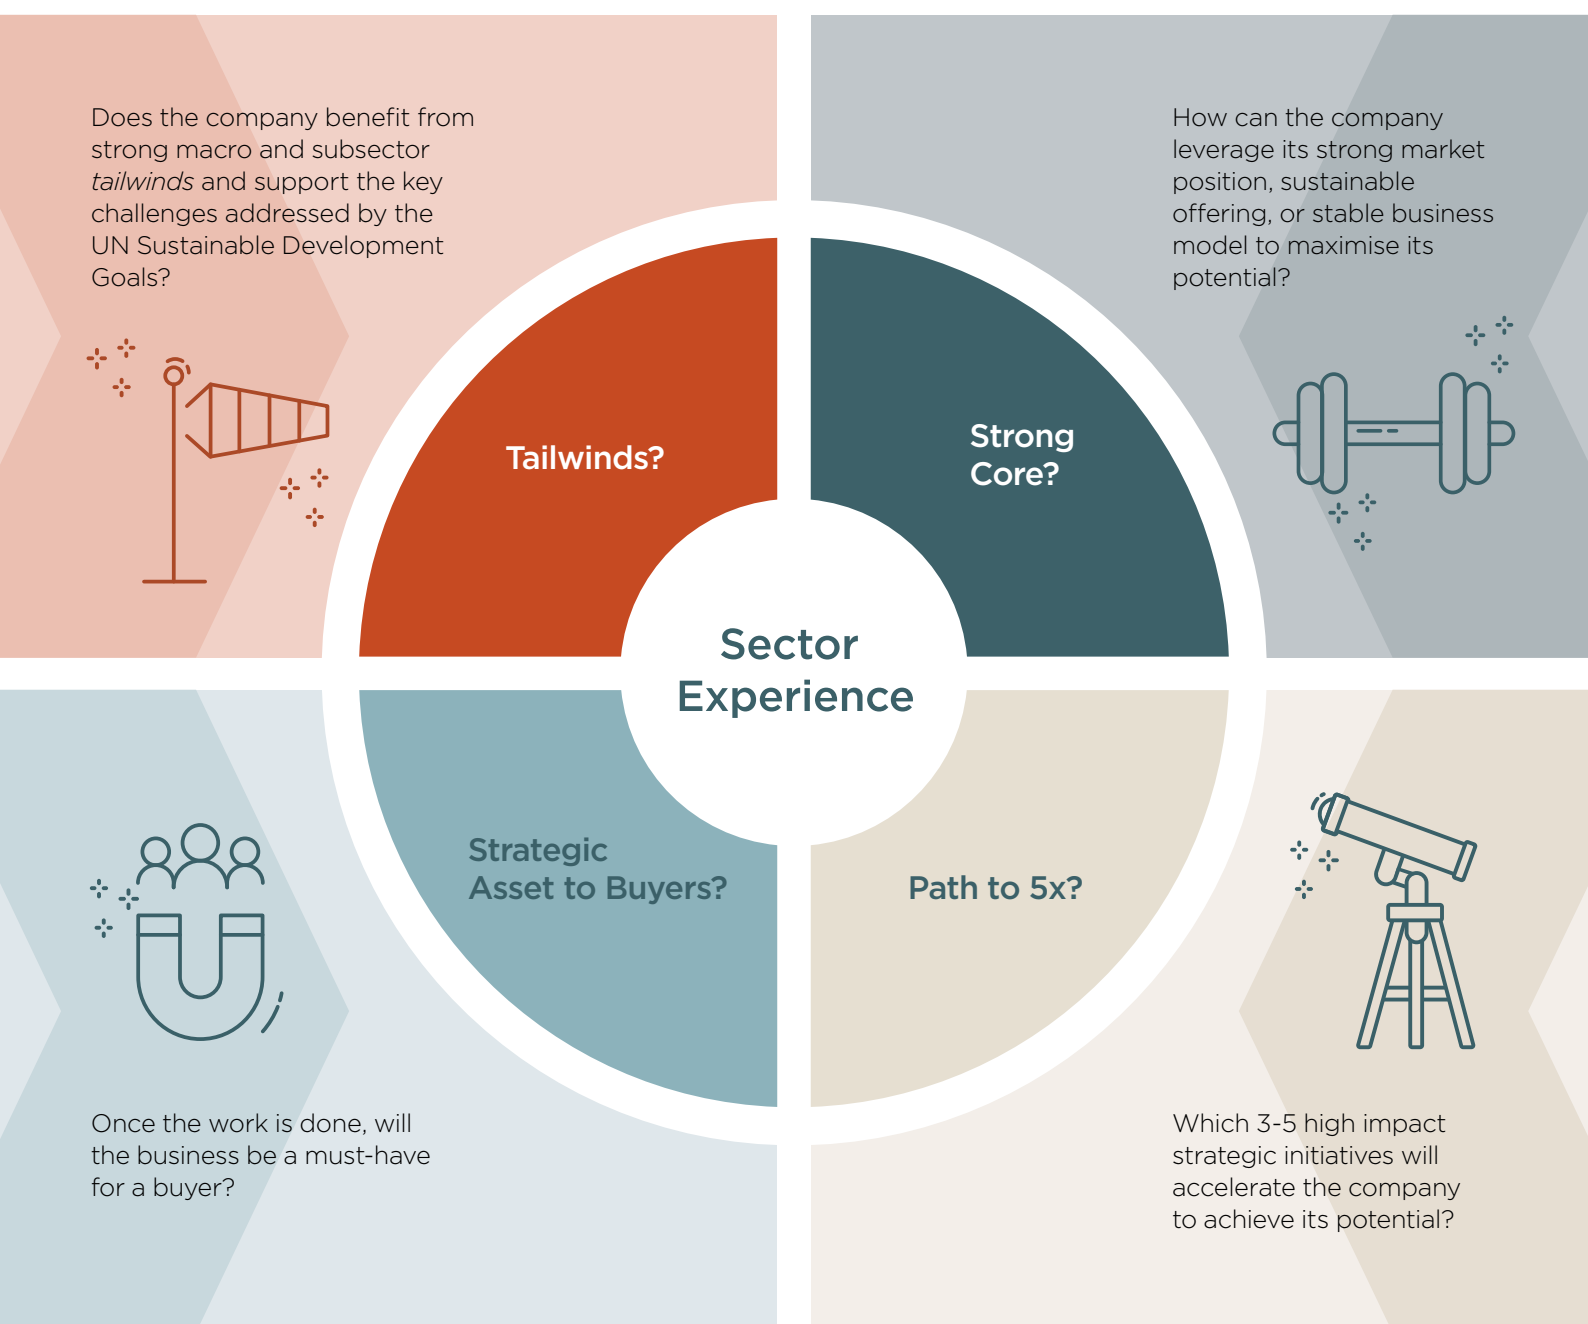 Does the company benefit from
strong macro and subsector
tailwinds and support the key
challenges addressed by the
UN Sustainable Development
Goals?
How can the company
leverage its strong market
position, sustainable
offering, or stable business
model to maximise its
potential?
Tailwinds?
Strong
Core?
Sector
Experience
Strategic
Asset to Buyers?
Path to 5x?
Once the work is done, will
the business be a must-have
for a buyer?
Which 3-5 high impact
strategic initiatives will
accelerate the company
to achieve its potential?